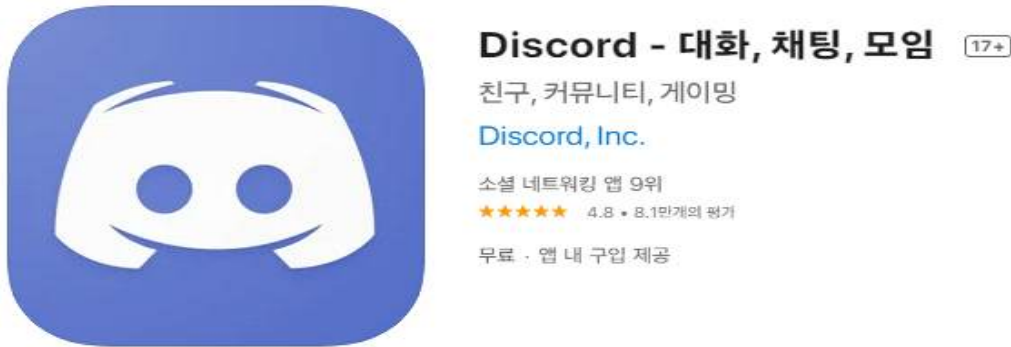 Discord - 대화, 채팅, 모임 17+
친구, 커뮤니티, 게이밍
Discord, Inc.
소셜 네트워킹 앱 9위
★★★★★ 4.8 • 8.1만개의 평가
무료 · 앱 내 구입 제공